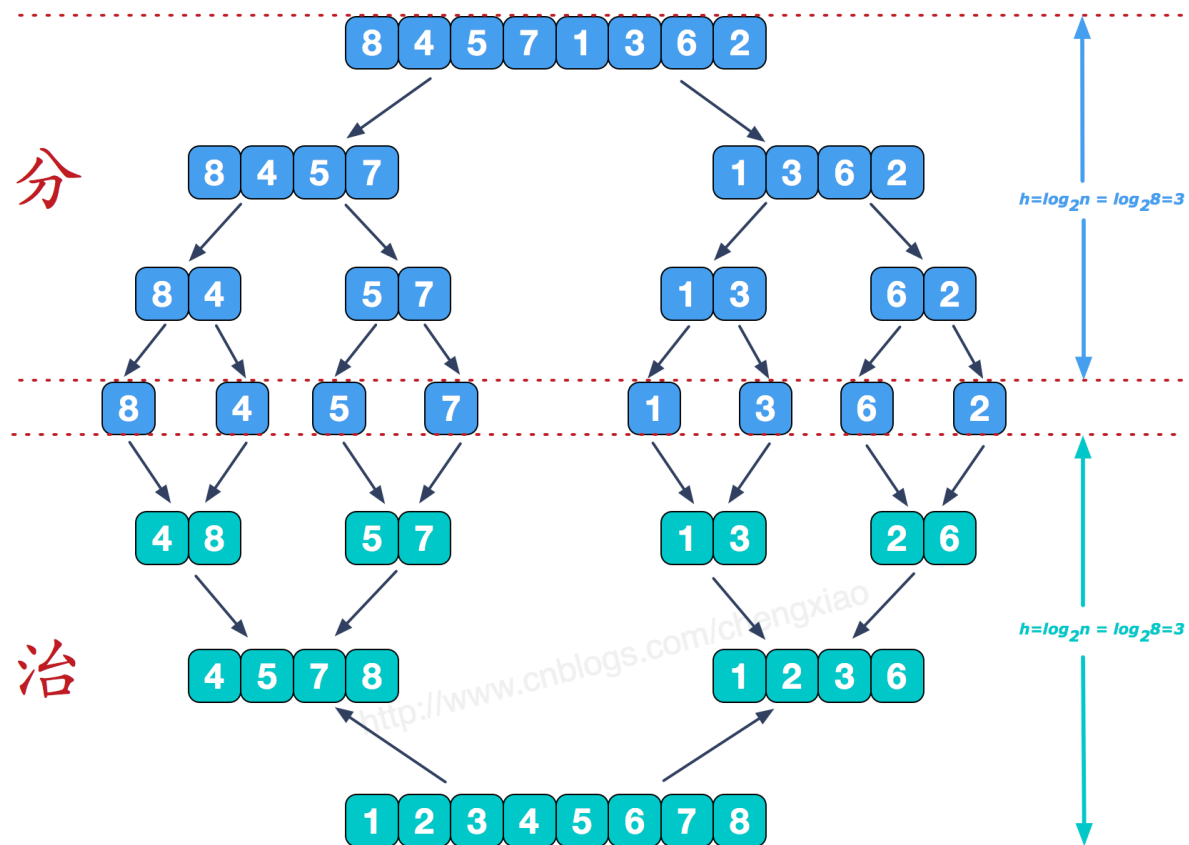 8 4 5 7 1 3 6 2
分
8 4 5 7 1 3 6 2
h=log2n = log28=3
8 4 5 7 1 3 6 2
8 4 5 7 1 3 6 2
4 8 5 7 1 3 2 6
http://www.cnblogs.com/chengxiao
h=log2n = log28=3
治
4 5 7 8 1 2 3 6
1 2 3 4 5 6 7 8